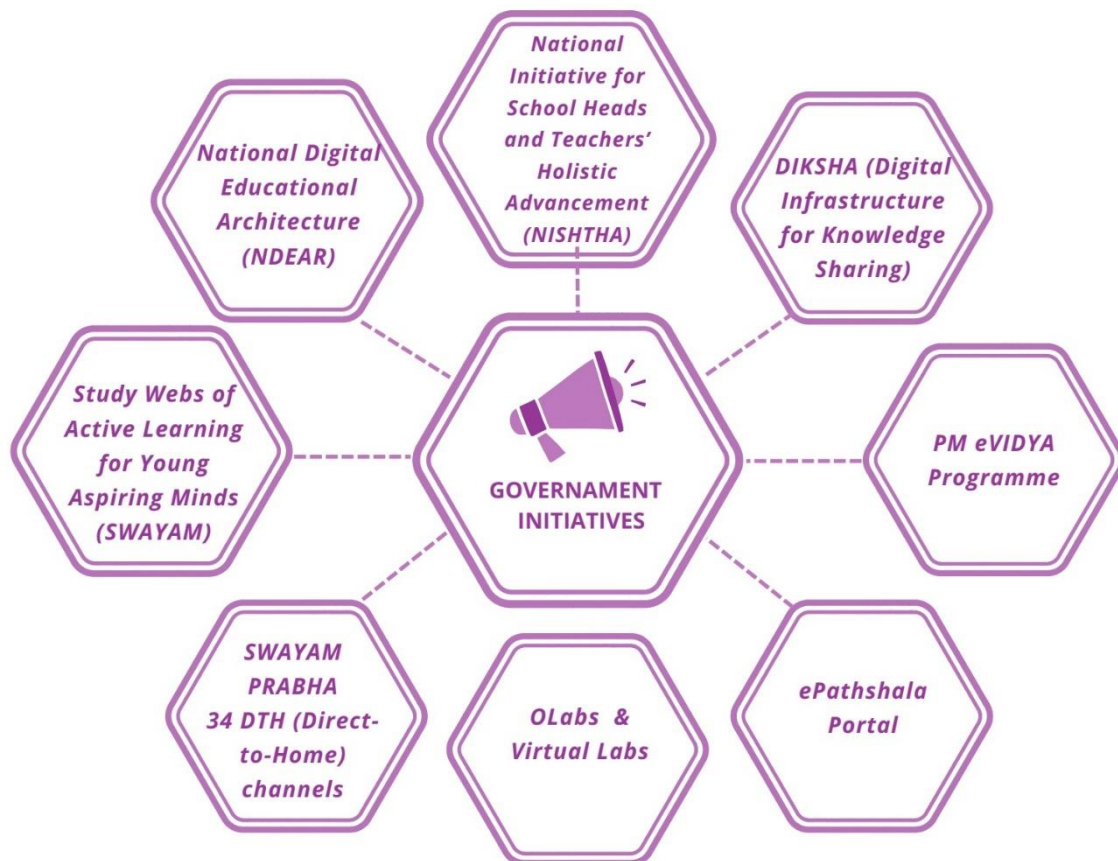 National
Initiative for
School Heads
and Teachers’
Holistic
Advancement
(NISHTHA)
National Digital
Educational
Architecture
(NDEAR)
DIKSHA (Digital
Infrastructure
for Knowledge
Sharing)
Study Webs of
Active Learning
for Young
Aspiring Minds
(SWAYAM)
GOVERNAMENT
INITIATIVES
PM eVIDYA
Programme
SWAYAM
PRABHA
34 DTH (Direct-
to-Home)
channels
OLabs & 
Virtual Labs
ePathshala
Portal